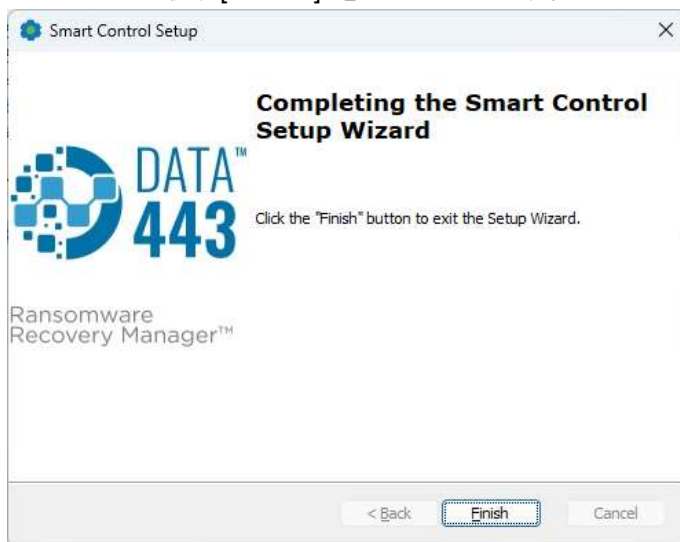 Smart Control Setup
Completing the Smart Control
Setup Wizard
DATA™
443
Click the "Finish" button to exit the Setup Wizard.
Ransomware
Recovery Manager™
< Back
Finish
Cancel